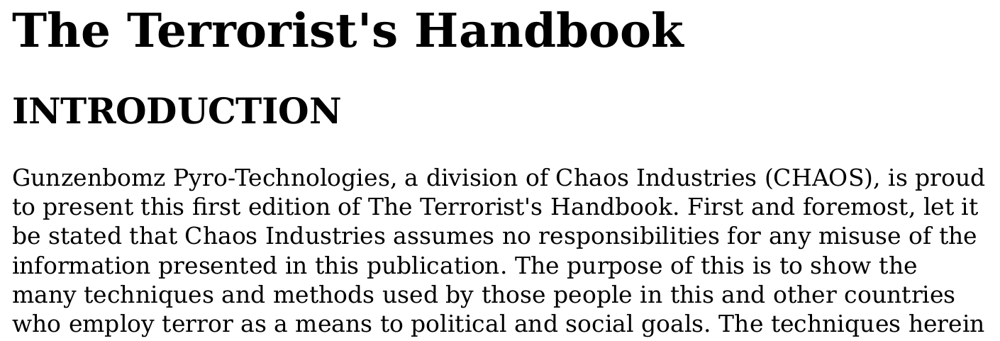 The Terrorist's Handbook
INTRODUCTION
Gunzenbomz Pyro-Technologies, a division of Chaos Industries (CHAOS), is proud
to present this first edition of The Terrorist's Handbook. First and foremost, let it
be stated that Chaos Industries assumes no responsibilities for any misuse of the
information presented in this publication. The purpose of this is to show the
many techniques and methods used by those people in this and other countries
who employ terror as a means to political and social goals. The techniques herein